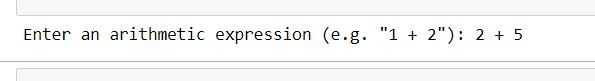 Enter an arithmetic expression (e.g. "1 + 2"): 2 + 5